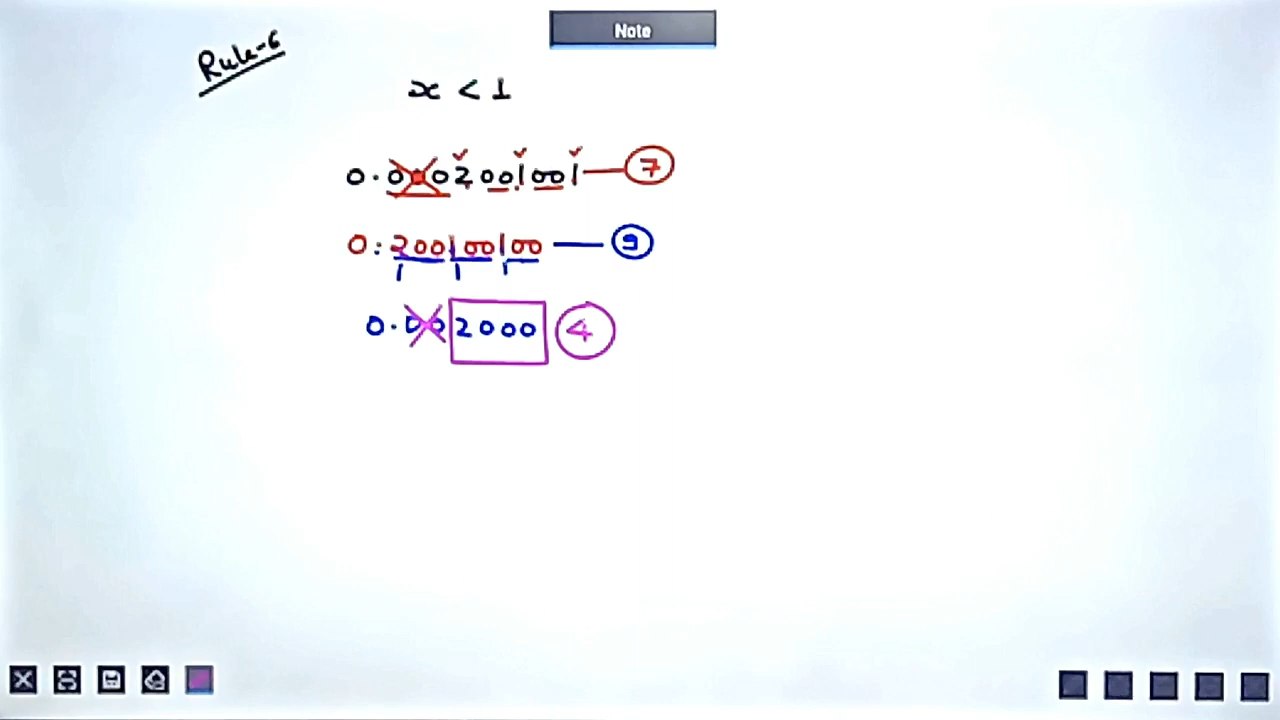 Note
Rule-6
x < 1
0.0002001001 — 7
0.200100100 — 9
0.002000 4